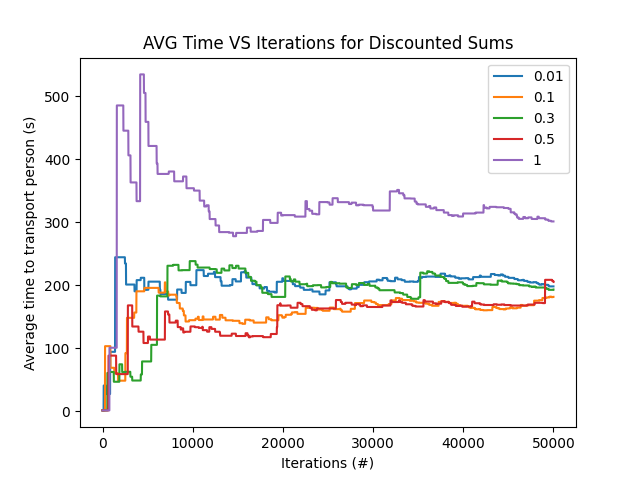 AVG Time VS Iterations for Discounted Sums
0.01
0.1
0.3
0.5
1
Average time to transport person (s)
500
400
300
200
100
0
0 10000 20000 30000 40000 50000
Iterations (#)